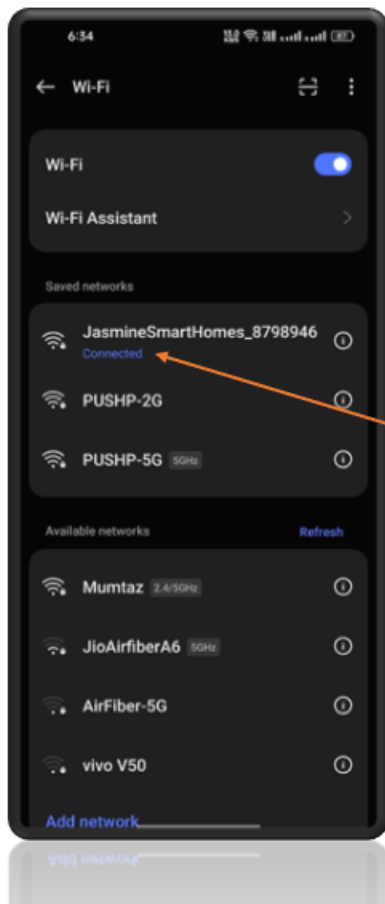 6:34
Wi-Fi
Wi-Fi
Wi-Fi Assistant
Saved networks
JasmineSmartHomes_8798946
Connected
PUSHP-2G
PUSHP-5G 5GHz
Available networks Refresh
Mumtaz 2.4/5GHz
JioAirfiberA6 5GHz
AirFiber-5G
vivo V50
Add network